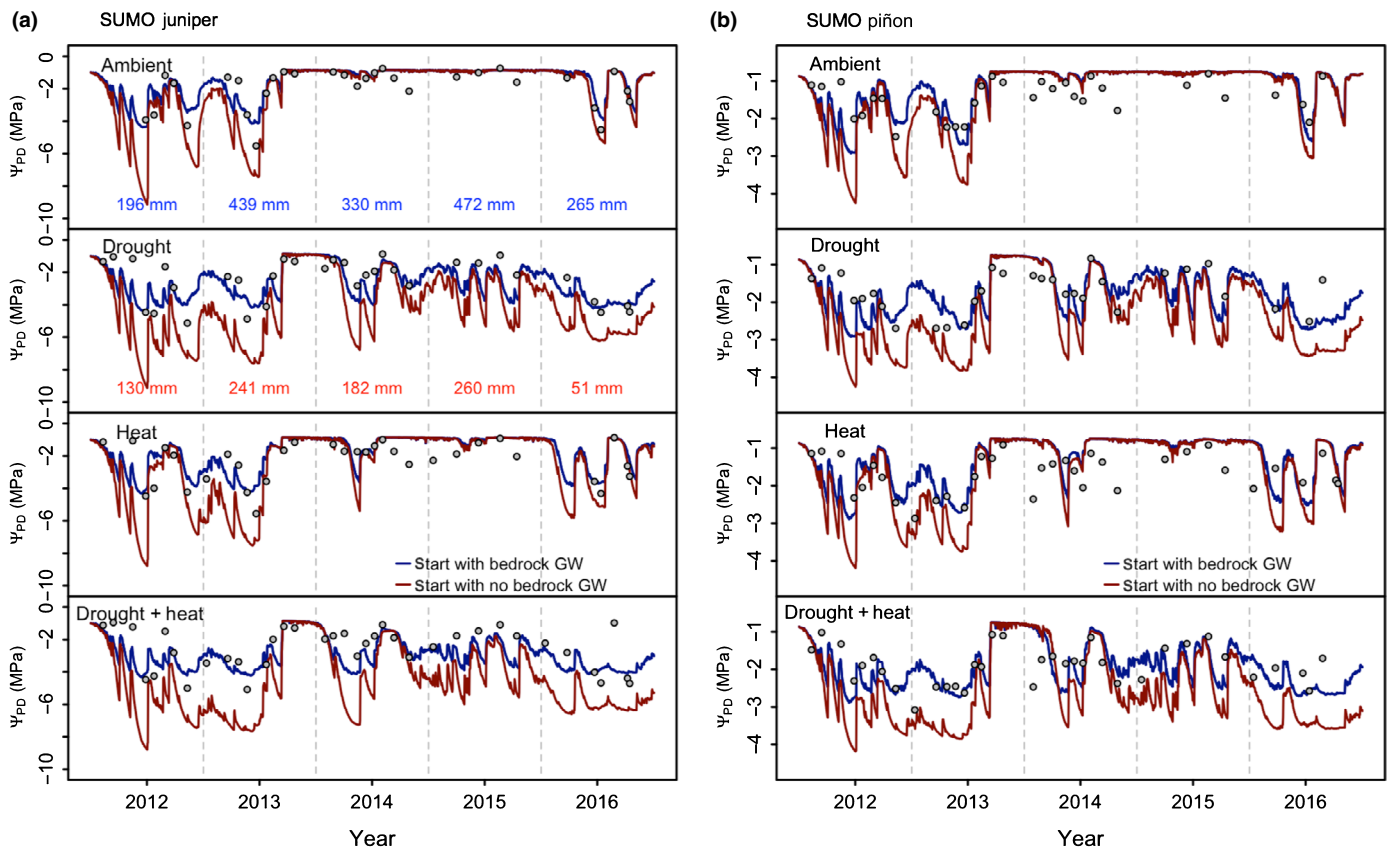 (a) SUMO juniper
Ambient
0
−2
−6
−10
ΨPD (MPa)
196 mm 439 mm 330 mm 472 mm 265 mm
Drought
0
−2
−6
−10
ΨPD (MPa)
130 mm 241 mm 182 mm 260 mm 51 mm
Heat
0
−2
−6
−10
ΨPD (MPa)
Start with bedrock GW
Start with no bedrock GW
Drought + heat
0
−2
−6
−10
ΨPD (MPa)
2012 2013 2014 2015 2016
Year
(b) SUMO piñon
Ambient
−1
−2
−3
−4
ΨPD (MPa)
Drought
−1
−2
−3
−4
ΨPD (MPa)
Heat
−1
−2
−3
−4
ΨPD (MPa)
Start with bedrock GW
Start with no bedrock GW
Drought + heat
−1
−2
−3
−4
ΨPD (MPa)
2012 2013 2014 2015 2016
Year